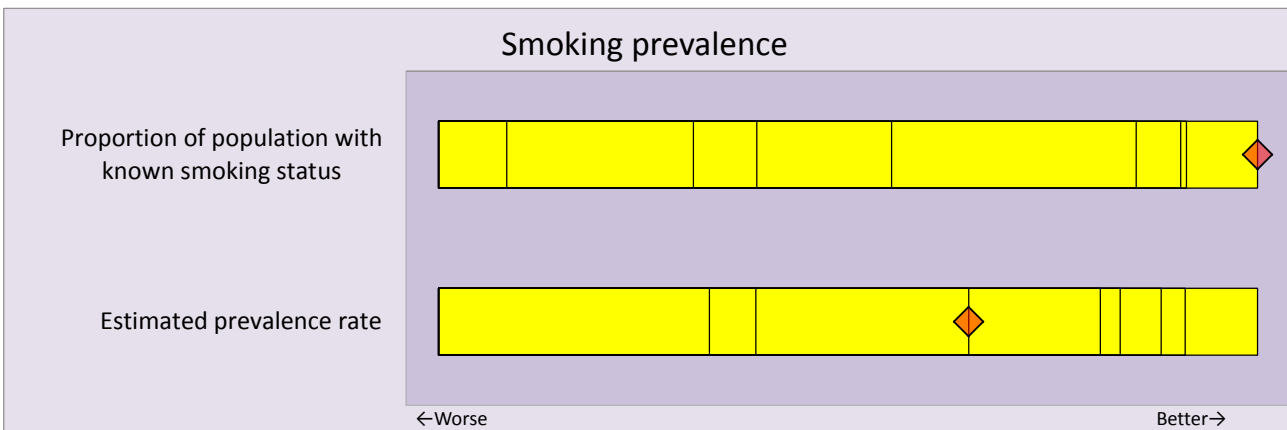 Smoking prevalence
Proportion of population with
known smoking status
Estimated prevalence rate
←Worse
Better→